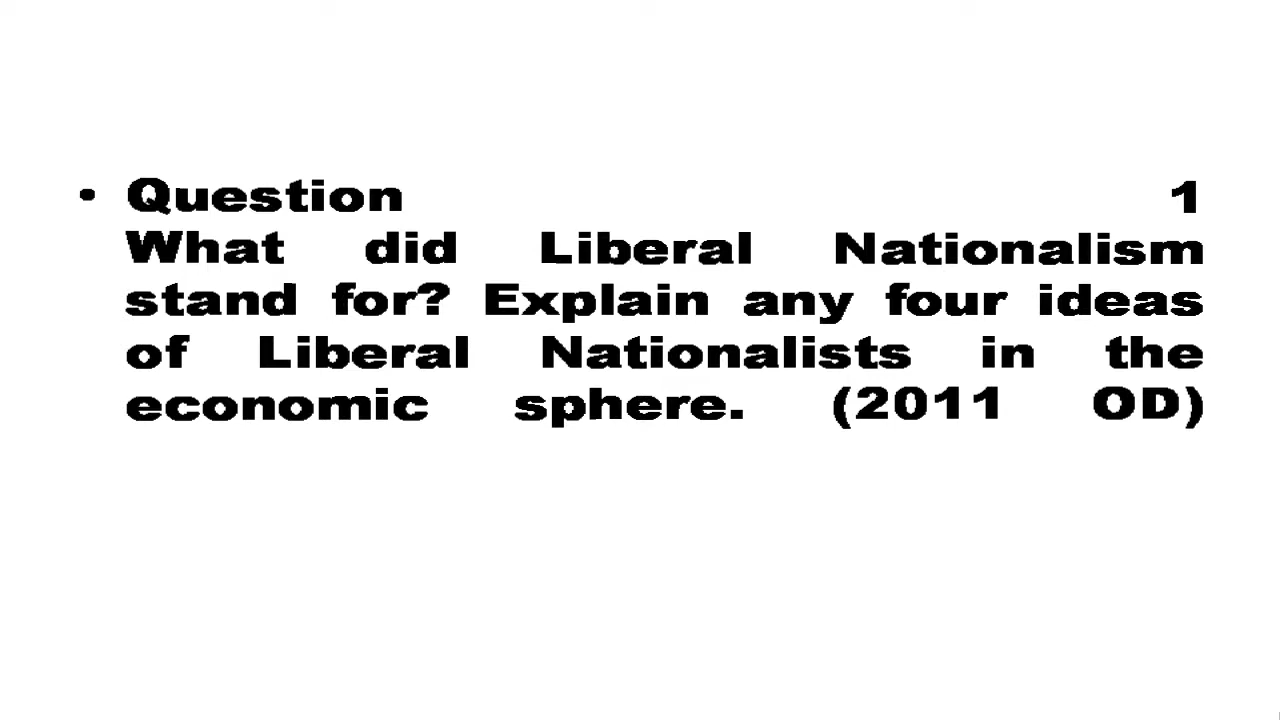 • Question 1
What did Liberal Nationalism
stand for? Explain any four ideas
of Liberal Nationalists in the
economic sphere. (2011 OD)